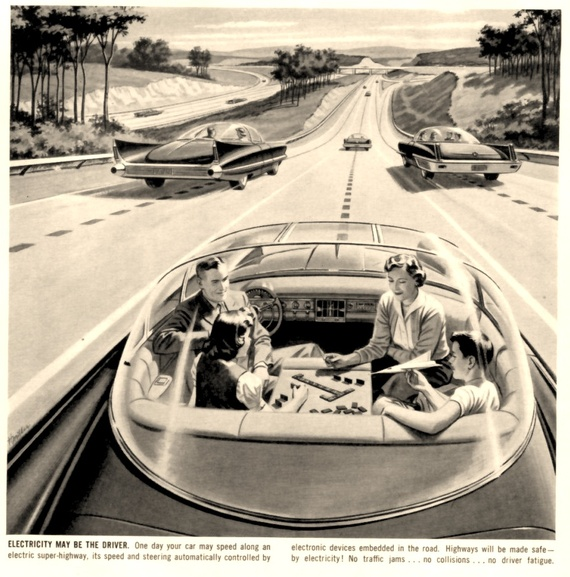 ELECTRICITY MAY BE THE DRIVER. One day your car may speed along an
electric super-highway, its speed and steering automatically controlled by
electronic devices embedded in the road. Highways will be made safe—
by electricity! No traffic jams . . . no collisions . . . no driver fatigue.